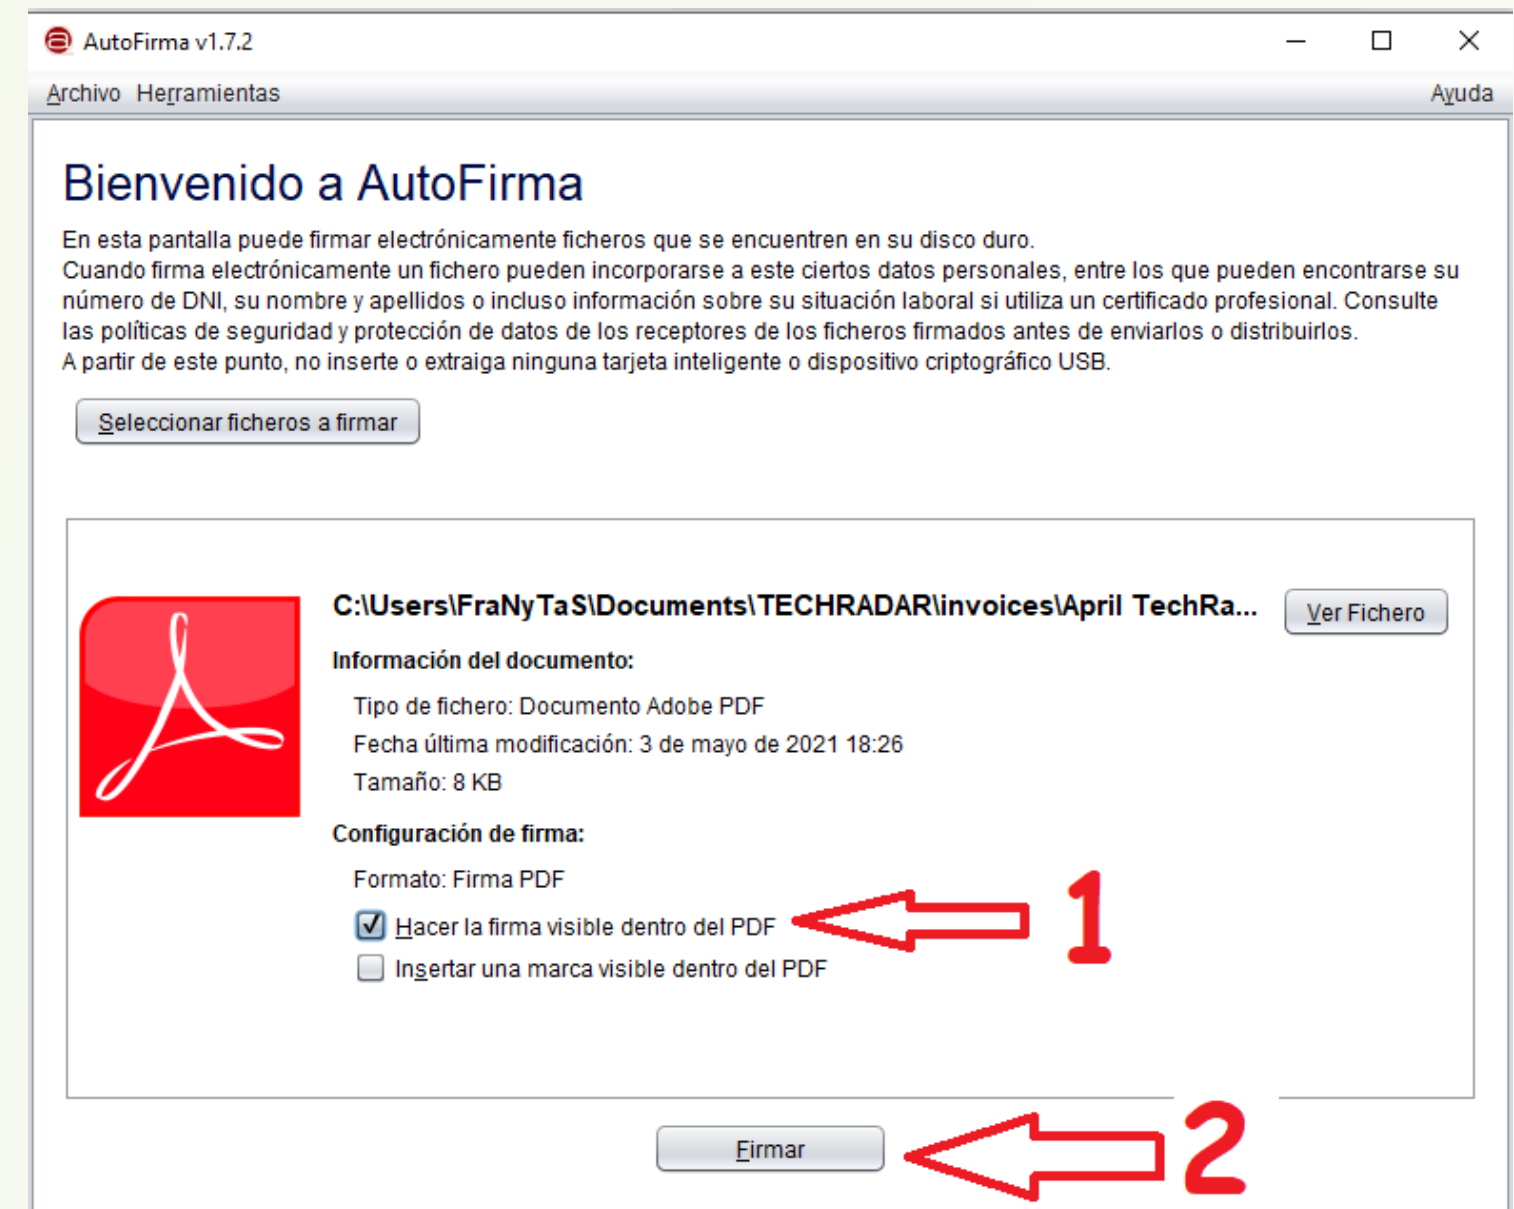 AutoFirma v1.7.2
Archivo Herramientas Ayuda
Bienvenido a AutoFirma
En esta pantalla puede firmar electrónicamente ficheros que se encuentren en su disco duro.
Cuando firma electrónicamente un fichero pueden incorporarse a este ciertos datos personales, entre los que pueden encontrarse su
número de DNI, su nombre y apellidos o incluso información sobre su situación laboral si utiliza un certificado profesional. Consulte
las políticas de seguridad y protección de datos de los receptores de los ficheros firmados antes de enviarlos o distribuirlos.
A partir de este punto, no inserte o extraiga ninguna tarjeta inteligente o dispositivo criptográfico USB.
Seleccionar ficheros a firmar
C:\Users\FraNyTaS\Documents\TECHRADAR\invoices\April TechRa... Ver Fichero
Información del documento:
Tipo de fichero: Documento Adobe PDF
Fecha última modificación: 3 de mayo de 2021 18:26
Tamaño: 8 KB
Configuración de firma:
Formato: Firma PDF
Hacer la firma visible dentro del PDF 1
Insertar una marca visible dentro del PDF
Firmar 2